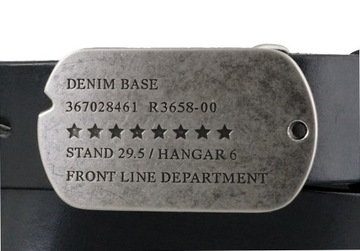 DENIM BASE
367028461 R3658-00
★★★★★★★★
STAND 29.5 / HANGAR 6
FRONT LINE DEPARTMENT